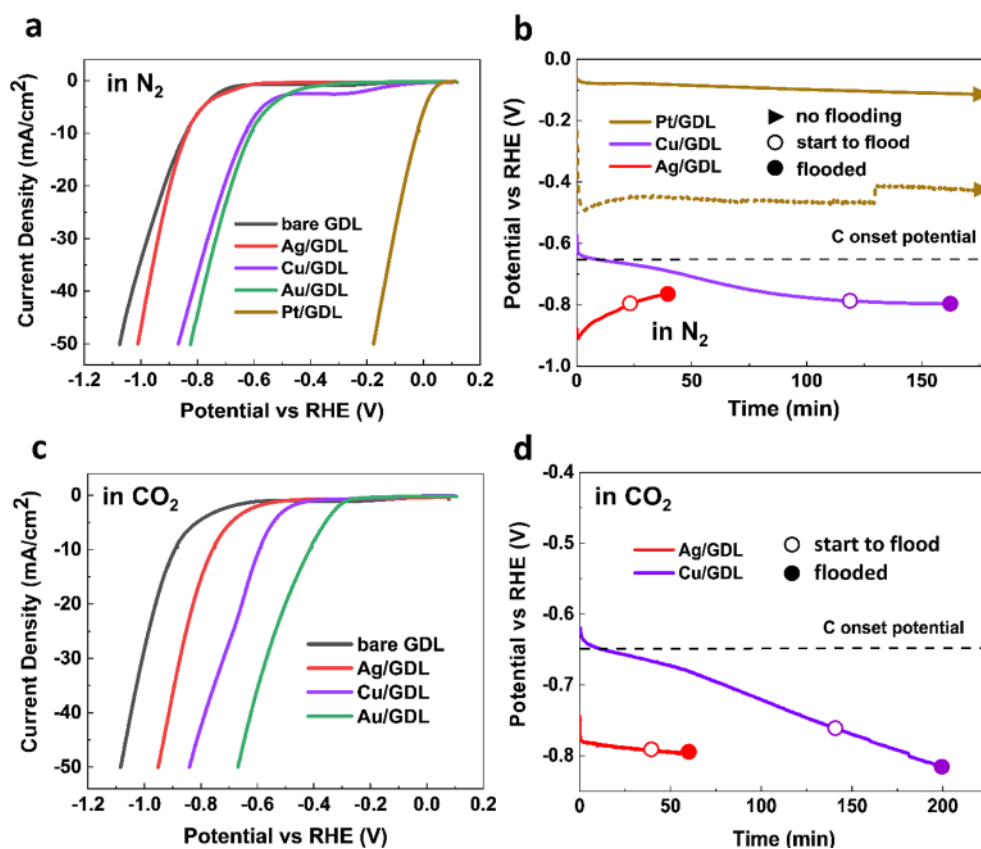 a
in N₂
0
-10
-20
-30
-40
-50
Current Density (mA/cm²)
bare GDL
Ag/GDL
Cu/GDL
Au/GDL
Pt/GDL
-1.2 -1.0 -0.8 -0.6 -0.4 -0.2 0.0 0.2
Potential vs RHE (V)
b
0.0
-0.2
-0.4
-0.6
-0.8
-1.0
Potential vs RHE (V)
Pt/GDL
Cu/GDL
Ag/GDL
no flooding
start to flood
flooded
C onset potential
in N₂
0 50 100 150
Time (min)
c
in CO₂
0
-10
-20
-30
-40
-50
Current Density (mA/cm²)
bare GDL
Ag/GDL
Cu/GDL
Au/GDL
-1.2 -1.0 -0.8 -0.6 -0.4 -0.2 0.0 0.2
Potential vs RHE (V)
d
in CO₂
-0.4
-0.5
-0.6
-0.7
-0.8
Potential vs RHE (V)
Ag/GDL
Cu/GDL
start to flood
flooded
C onset potential
0 50 100 150 200
Time (min)